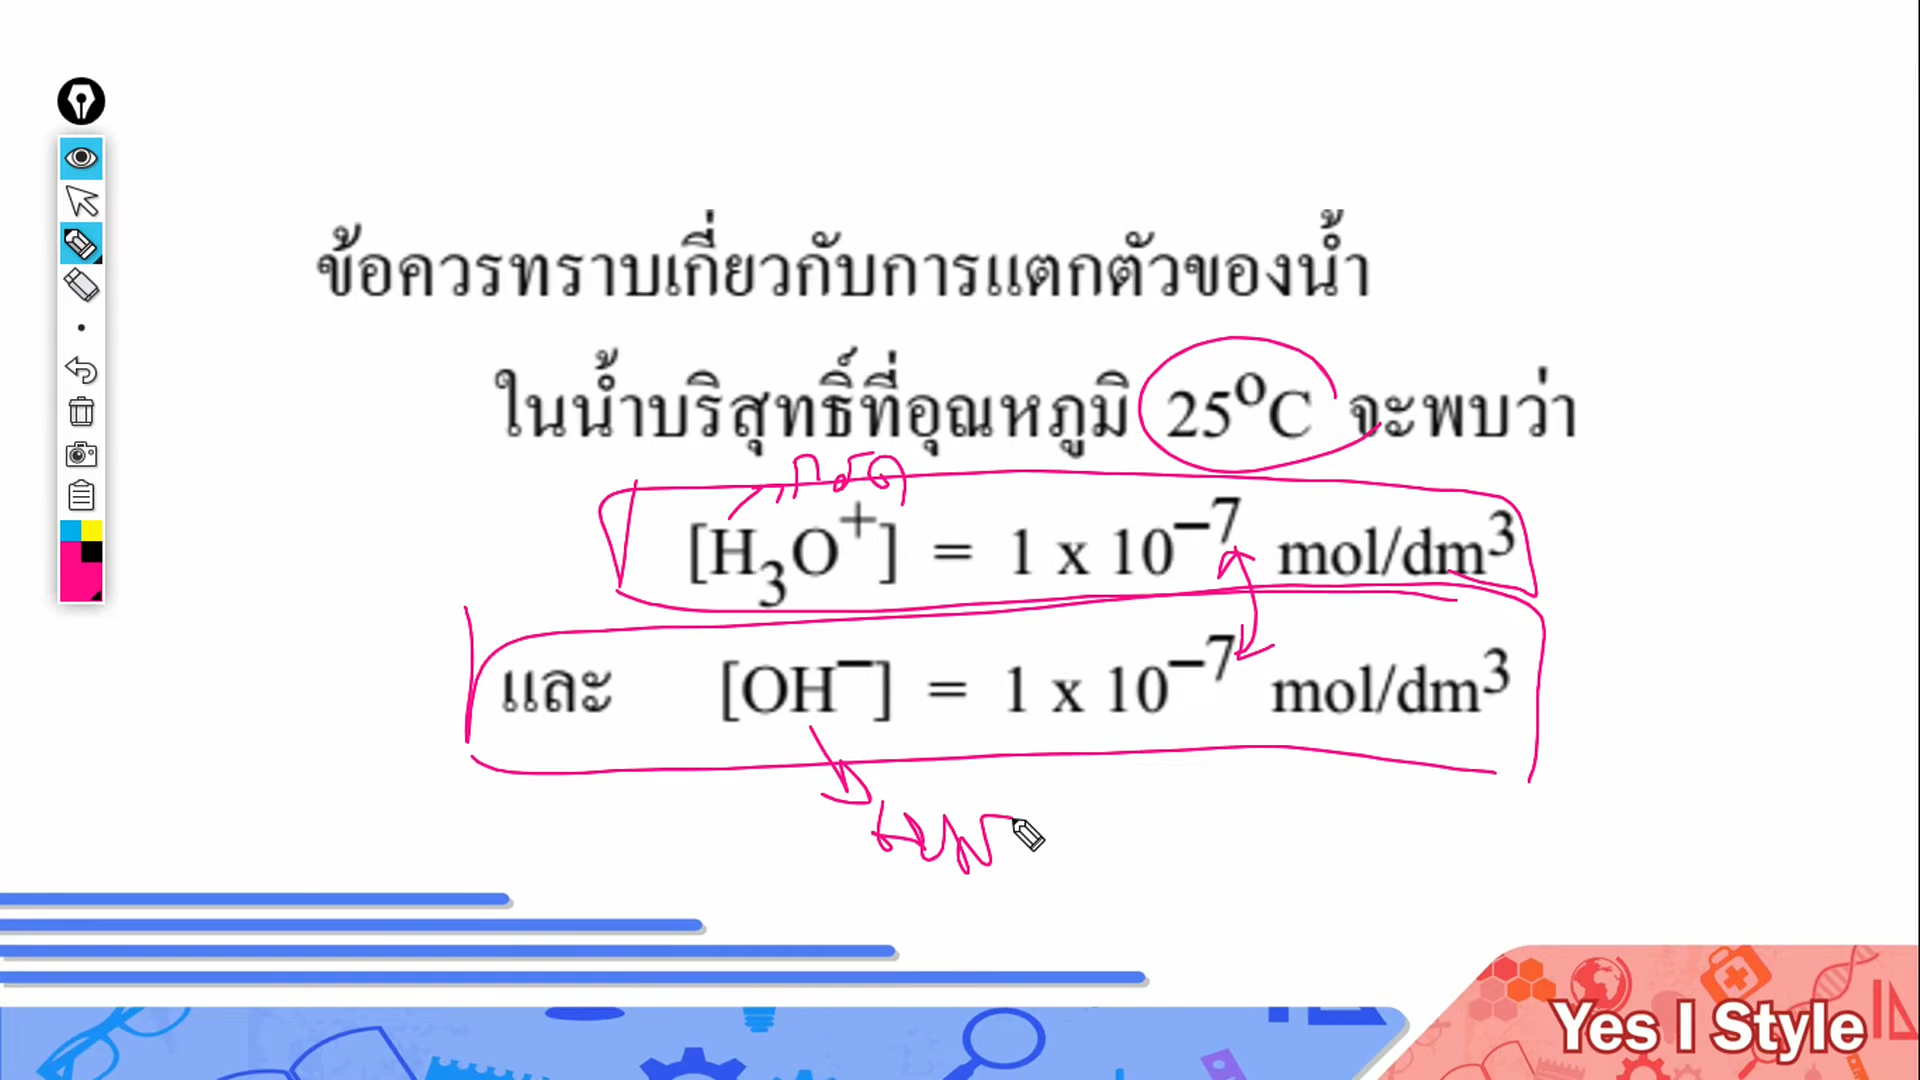 ข้อควรทราบเกี่ยวกับการแตกตัวของน้ำ
ในน้ำบริสุทธิ์ที่อุณหภูมิ 25°C จะพบว่า
กรด
[H₃O⁺] = 1 x 10⁻⁷ mol/dm³
และ [OH⁻] = 1 x 10⁻⁷ mol/dm³
Yes I Style